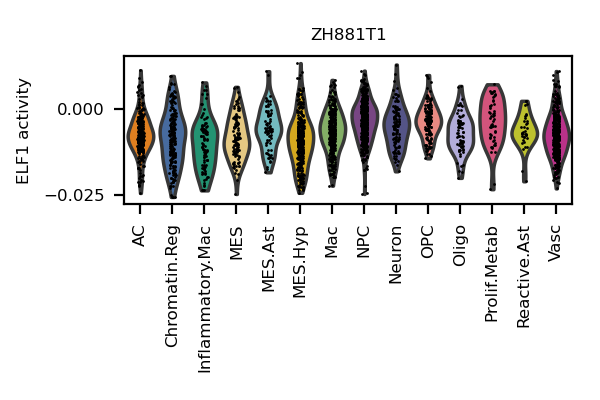 ZH881T1
ELF1 activity
0.000
−0.025
AC
Chromatin.Reg
Inflammatory.Mac
MES
MES.Ast
MES.Hyp
Mac
NPC
Neuron
OPC
Oligo
Prolif.Metab
Reactive.Ast
Vasc